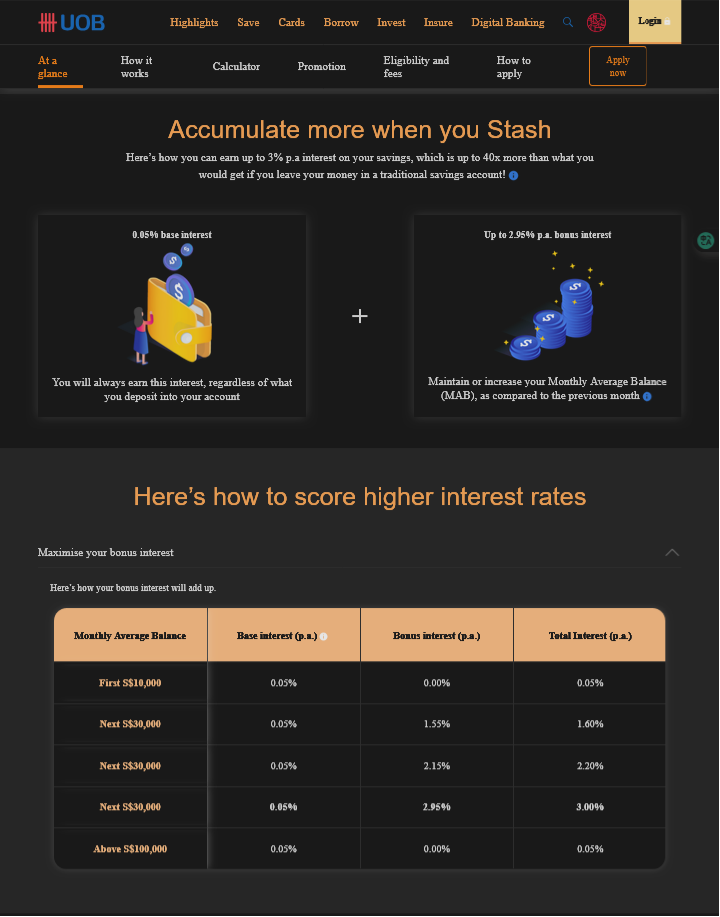 UOB
Highlights Save Cards Borrow Invest Insure Digital Banking Login
At a glance How it works Calculator Promotion Eligibility and fees How to apply Apply now
Accumulate more when you Stash
Here's how you can earn up to 3% p.a interest on your savings, which is up to 40x more than what you
would get if you leave your money in a traditional savings account!
0.05% base interest
You will always earn this interest, regardless of what
you deposit into your account
+
Up to 2.95% p.a. bonus interest
Maintain or increase your Monthly Average Balance
(MAB), as compared to the previous month
Here's how to score higher interest rates
Maximise your bonus interest
Here's how your bonus interest will add up.
Monthly Average Balance Base interest (p.a.) Bonus interest (p.a.) Total Interest (p.a.)
First S$10,000 0.05% 0.00% 0.05%
Next S$30,000 0.05% 1.55% 1.60%
Next S$30,000 0.05% 2.15% 2.20%
Next S$30,000 0.05% 2.95% 3.00%
Above S$100,000 0.05% 0.00% 0.05%